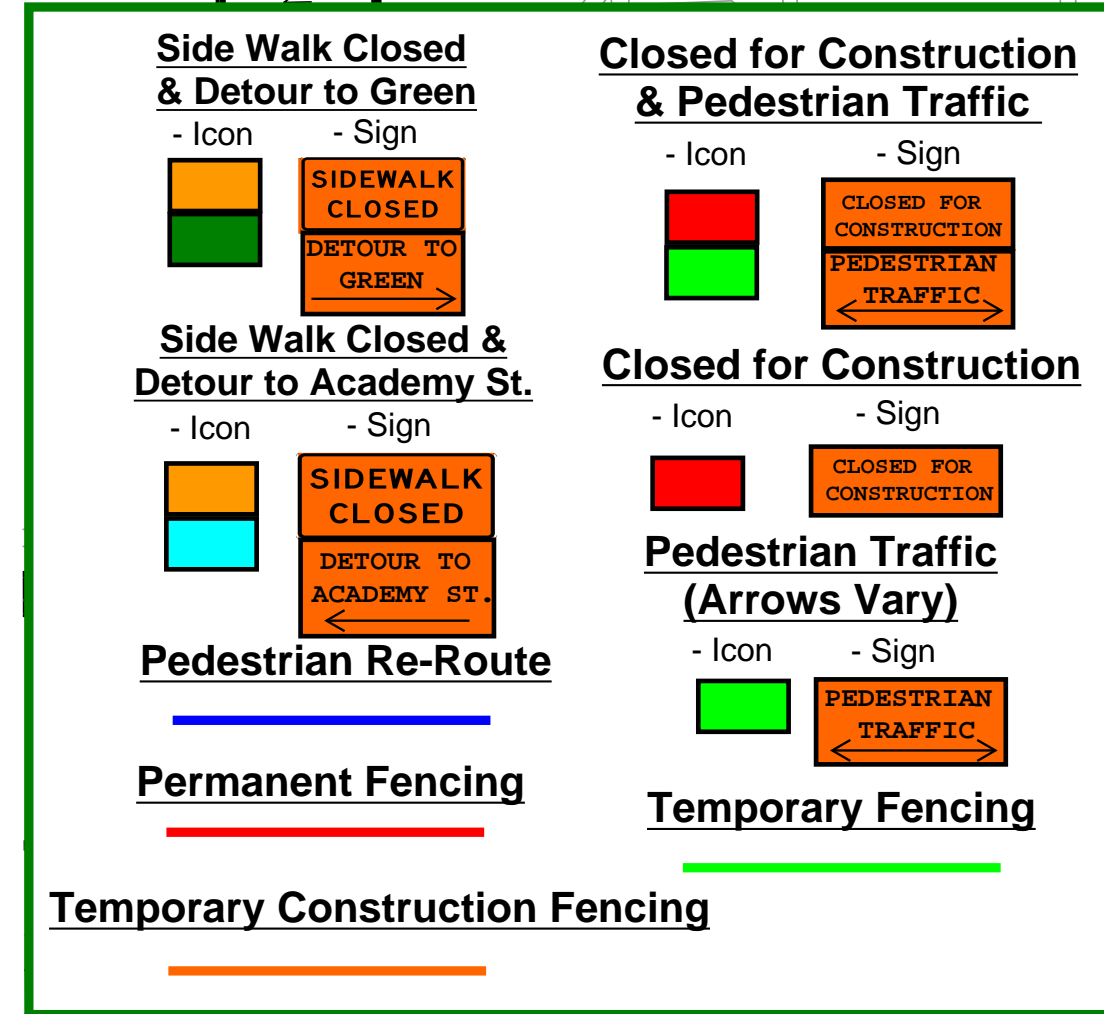 Side Walk Closed
& Detour to Green
- Icon
- Sign
SIDEWALK
CLOSED
DETOUR TO
GREEN
Side Walk Closed &
Detour to Academy St.
- Icon
- Sign
SIDEWALK
CLOSED
DETOUR TO
ACADEMY ST.
Pedestrian Re-Route
Permanent Fencing
Temporary Construction Fencing
Closed for Construction
& Pedestrian Traffic
- Icon
- Sign
CLOSED FOR
CONSTRUCTION
PEDESTRIAN
TRAFFIC
Closed for Construction
- Icon
- Sign
CLOSED FOR
CONSTRUCTION
Pedestrian Traffic
(Arrows Vary)
- Icon
- Sign
PEDESTRIAN
TRAFFIC
Temporary Fencing